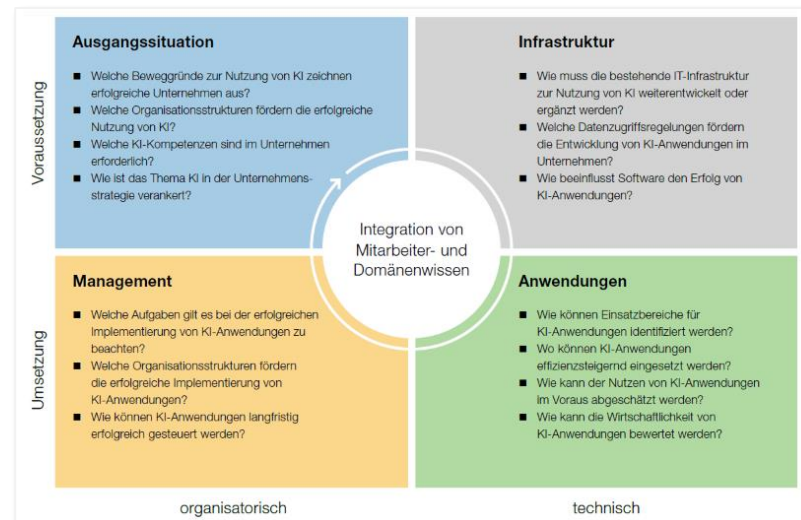 Voraussetzung
Ausgangssituation
■ Welche Beweggründe zur Nutzung von KI zeichnen
erfolgreiche Unternehmen aus?
■ Welche Organisationsstrukturen fördern die erfolgreiche
Nutzung von KI?
■ Welche KI-Kompetenzen sind im Unternehmen
erforderlich?
■ Wie ist das Thema KI in der Unternehmens-
strategie verankert?
Infrastruktur
■ Wie muss die bestehende IT-Infrastruktur
zur Nutzung von KI weiterentwickelt oder
ergänzt werden?
■ Welche Datenzugriffsregelungen fördern
die Entwicklung von KI-Anwendungen im
Unternehmen?
■ Wie beeinflusst Software den Erfolg von
KI-Anwendungen?
Integration von
Mitarbeiter- und
Domänenwissen
Umsetzung
Management
■ Welche Aufgaben gilt es bei der erfolgreichen
Implementierung von KI-Anwendungen zu
beachten?
■ Welche Organisationsstrukturen fördern
die erfolgreiche Implementierung von
KI-Anwendungen?
■ Wie können KI-Anwendungen langfristig
erfolgreich gesteuert werden?
Anwendungen
■ Wie können Einsatzbereiche für
KI-Anwendungen identifiziert werden?
■ Wo können KI-Anwendungen
effizienzsteigernd eingesetzt werden?
■ Wie kann der Nutzen von KI-Anwendungen
im Voraus abgeschätzt werden?
■ Wie kann die Wirtschaftlichkeit von
KI-Anwendungen bewertet werden?
organisatorisch
technisch